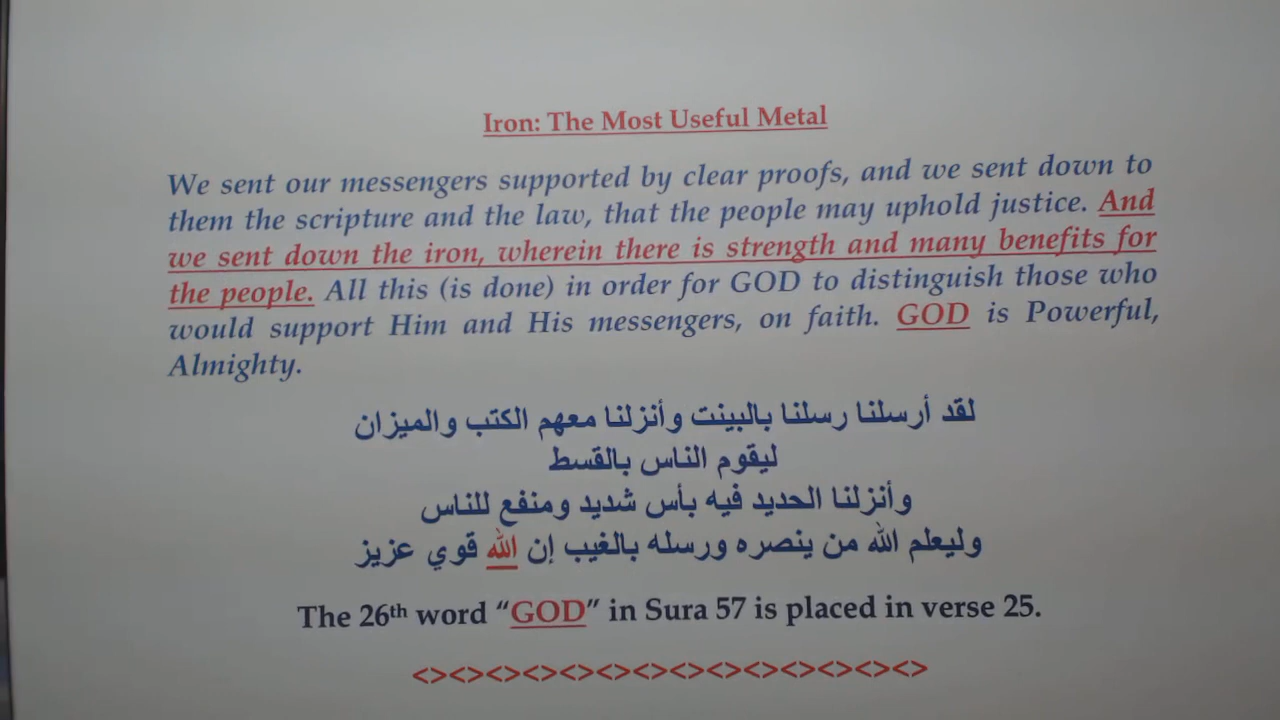 Iron: The Most Useful Metal
We sent our messengers supported by clear proofs, and we sent down to
them the scripture and the law, that the people may uphold justice. And
we sent down the iron, wherein there is strength and many benefits for
the people. All this (is done) in order for GOD to distinguish those who
would support Him and His messengers, on faith. GOD is Powerful,
Almighty.
لقد أرسلنا رسلنا بالبينت وأنزلنا معهم الكتب والميزان
ليقوم الناس بالقسط
وأنزلنا الحديد فيه بأس شديد ومنفع للناس
وليعلم الله من ينصره ورسله بالغيب إن الله قوي عزيز
The 26th word “GOD” in Sura 57 is placed in verse 25.
<><><><><><><><><><><><><><>